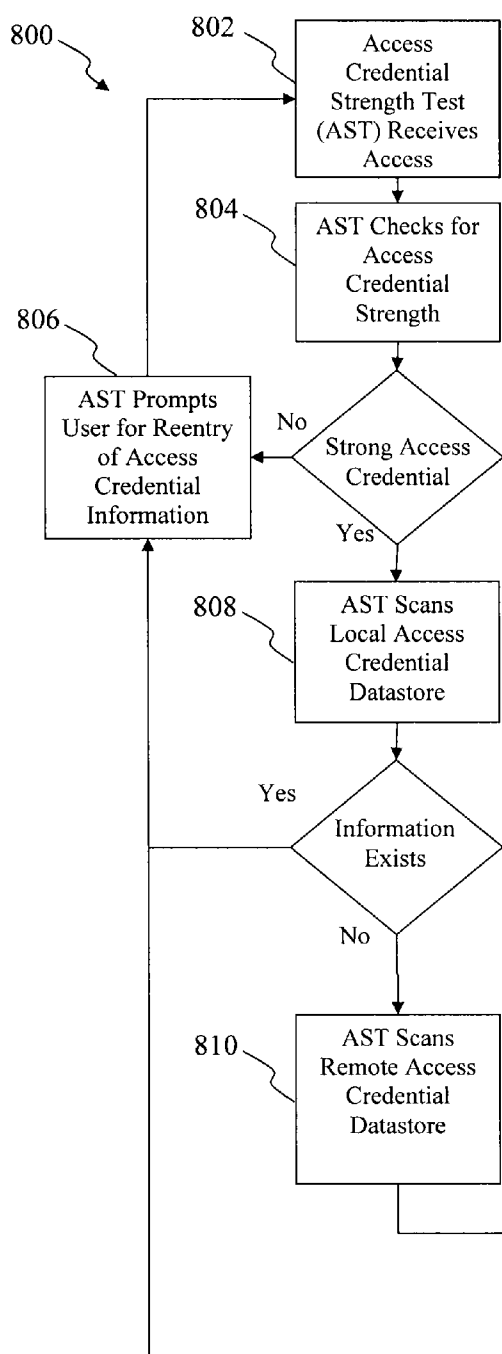 800
802
Access
Credential
Strength Test
(AST) Receives
Access
804
AST Checks for
Access
Credential
Strength
806
AST Prompts
User for Reentry
of Access
Credential
Information
No
Strong Access
Credential
Yes
808
AST Scans
Local Access
Credential
Datastore
Yes
Information
Exists
No
810
AST Scans
Remote Access
Credential
Datastore